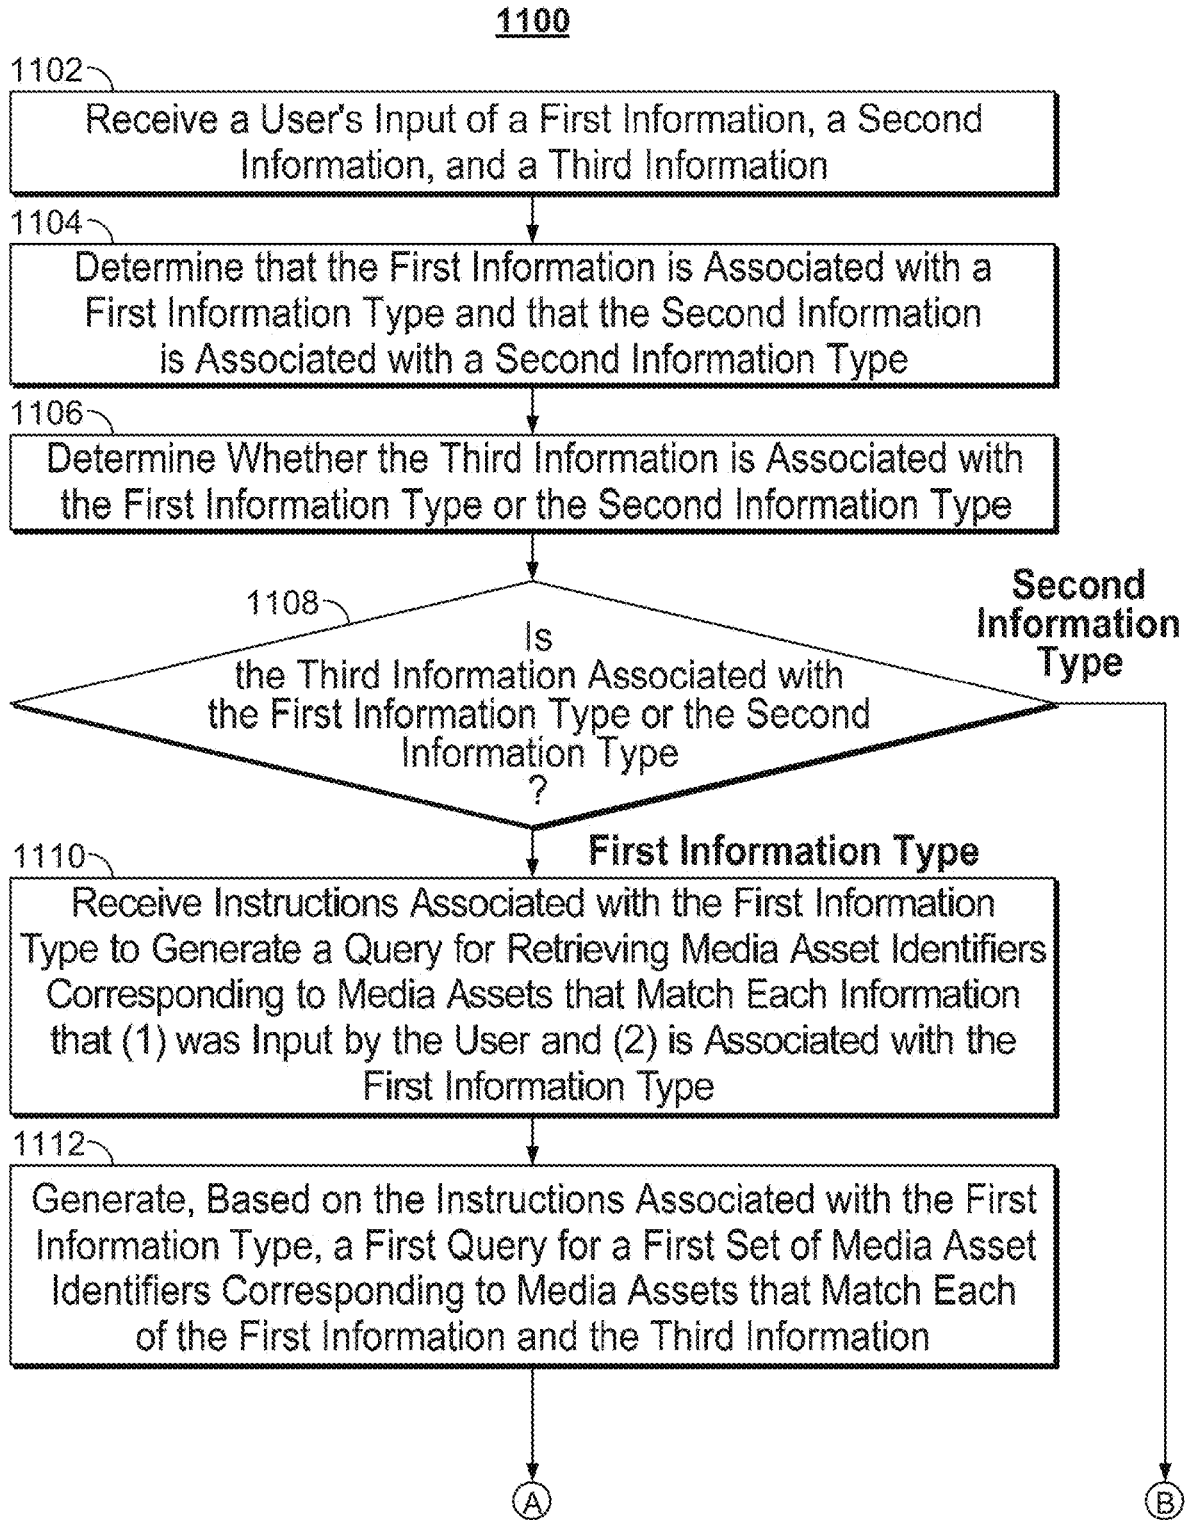 1100
1102
Receive a User's Input of a First Information, a Second
Information, and a Third Information
1104
Determine that the First Information is Associated with a
First Information Type and that the Second Information
is Associated with a Second Information Type
1106
Determine Whether the Third Information is Associated with
the First Information Type or the Second Information Type
1108
Is
the Third Information Associated with
the First Information Type or the Second
Information Type
?
Second
Information
Type
First Information Type
1110
Receive Instructions Associated with the First Information
Type to Generate a Query for Retrieving Media Asset Identifiers
Corresponding to Media Assets that Match Each Information
that (1) was Input by the User and (2) is Associated with the
First Information Type
1112
Generate, Based on the Instructions Associated with the First
Information Type, a First Query for a First Set of Media Asset
Identifiers Corresponding to Media Assets that Match Each
of the First Information and the Third Information
A
B